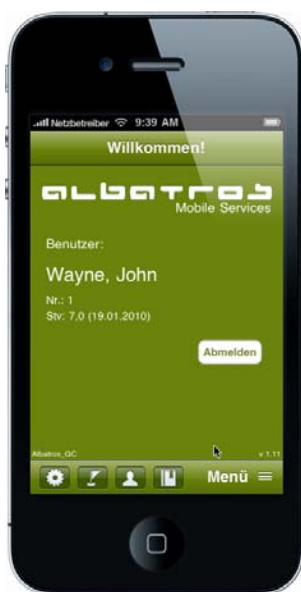 Netzbetreiber 9:39 AM
Willkommen!
albatros
Mobile Services
Benutzer:
Wayne, John
Nr.: 1
Stv: 7,0 (19.01.2010)
Abmelden
Albatros_GC v 1.11
Menü